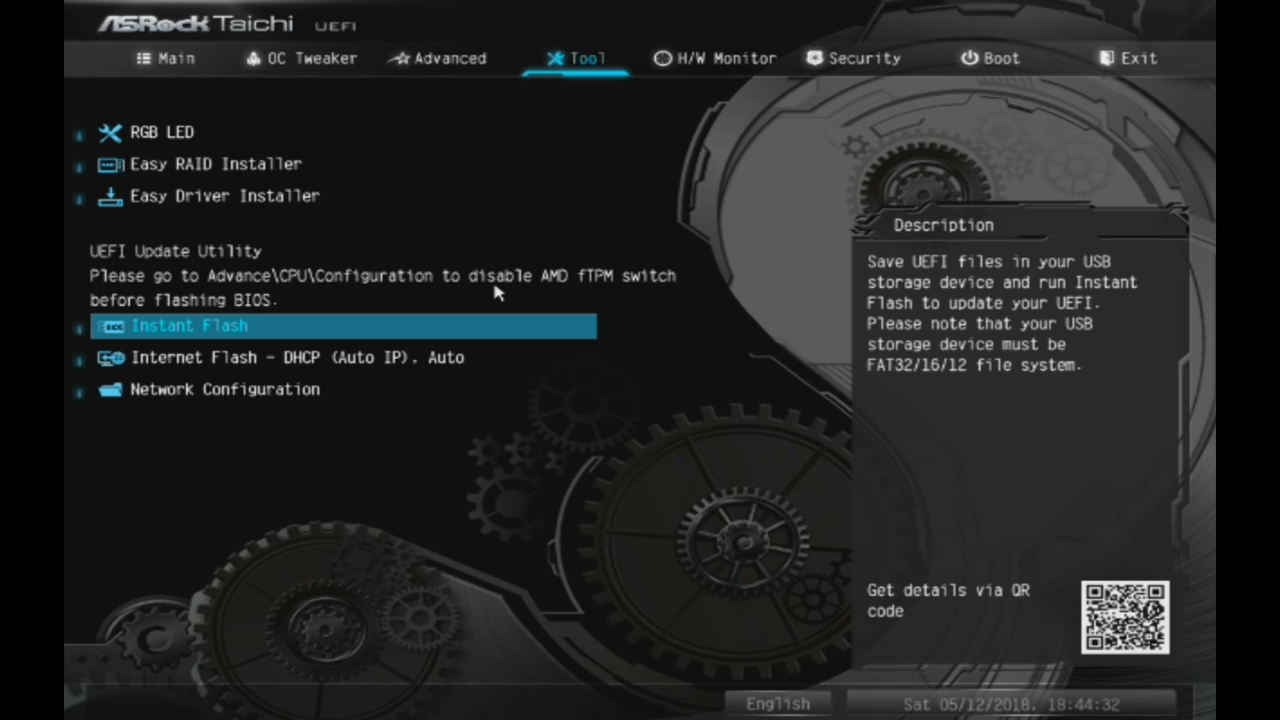 ASRock Taichi UEFI
Main OC Tweaker Advanced Tool H/W Monitor Security Boot Exit
RGB LED
Easy RAID Installer
Easy Driver Installer
UEFI Update Utility
Please go to Advance\CPU\Configuration to disable AMD fTPM switch
before flashing BIOS.
Instant Flash
Internet Flash - DHCP (Auto IP). Auto
Network Configuration
Description
Save UEFI files in your USB
storage device and run Instant
Flash to update your UEFI.
Please note that your USB
storage device must be
FAT32/16/12 file system.
Get details via QR
code
English
Sat 05/12/2018. 18:44:32